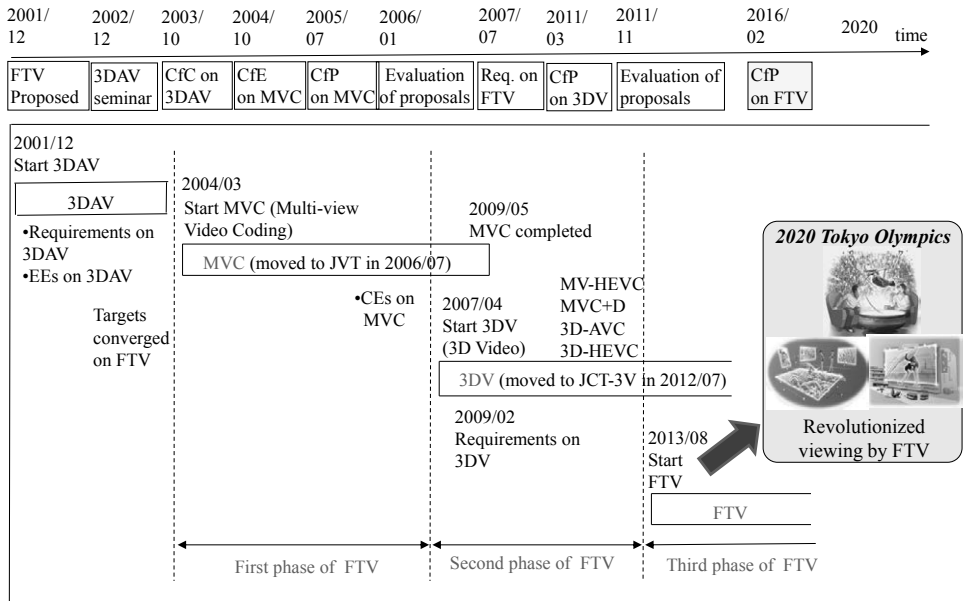 2001/
12
2002/
12
2003/
10
2004/
10
2005/
07
2006/
01
2007/
07
2011/
03
2011/
11
2016/
02
2020
time
FTV
Proposed
3DAV
seminar
CfC on
3DAV
CfE
on MVC
CfP
on MVC
Evaluation
of proposals
Req. on
FTV
CfP
on 3DV
Evaluation of
proposals
CfP
on FTV
2001/12
Start 3DAV
3DAV
•Requirements on
3DAV
•EEs on 3DAV
Targets
converged
on FTV
2004/03
Start MVC (Multi-view
Video Coding)
MVC (moved to JVT in 2006/07)
•CEs on
MVC
2009/05
MVC completed
2007/04
Start 3DV
(3D Video)
MV-HEVC
MVC+D
3D-AVC
3D-HEVC
3DV (moved to JCT-3V in 2012/07)
2009/02
Requirements on
3DV
2013/08
Start
FTV
FTV
2020 Tokyo Olympics
Revolutionized
viewing by FTV
First phase of FTV
Second phase of FTV
Third phase of FTV